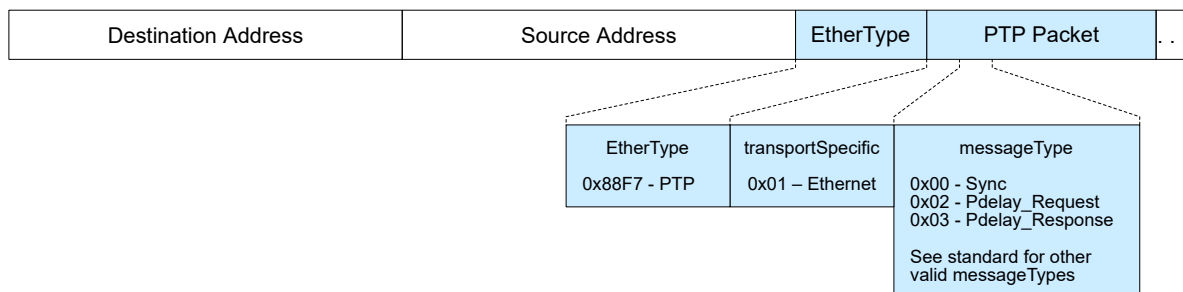 Destination Address
Source Address
EtherType
PTP Packet
. .
EtherType
0x88F7 - PTP
transportSpecific
0x01 – Ethernet
messageType
0x00 - Sync
0x02 - Pdelay_Request
0x03 - Pdelay_Response
See standard for other
valid messageTypes